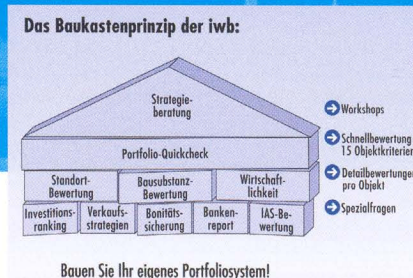 Das Baukastenprinzip der iwb:
Strategie-
beratung
Portfolio-Quickcheck
Standort-
Bewertung
Bausubstanz-
Bewertung
Wirtschaft-
lichkeit
Investitions-
ranking
Verkaufs-
strategien
Bonitäts-
sicherung
Banken-
report
IAS-Be-
wertung
Workshops
Schnellbewertung
15 Objektkriterien
Detailbewertungen
pro Objekt
Spezialfragen
Bauen Sie Ihr eigenes Portfoliosystem!